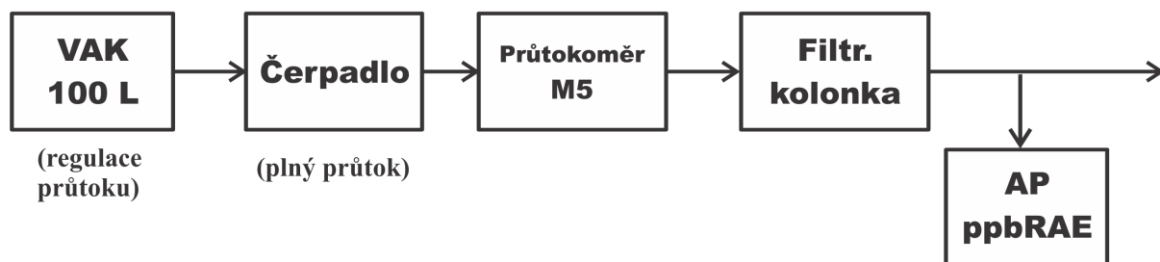 VAK
100 L
(regulace
průtoku)
Čerpadlo
(plný průtok)
Průtokoměr
M5
Filtr.
kolonka
AP
ppbRAE